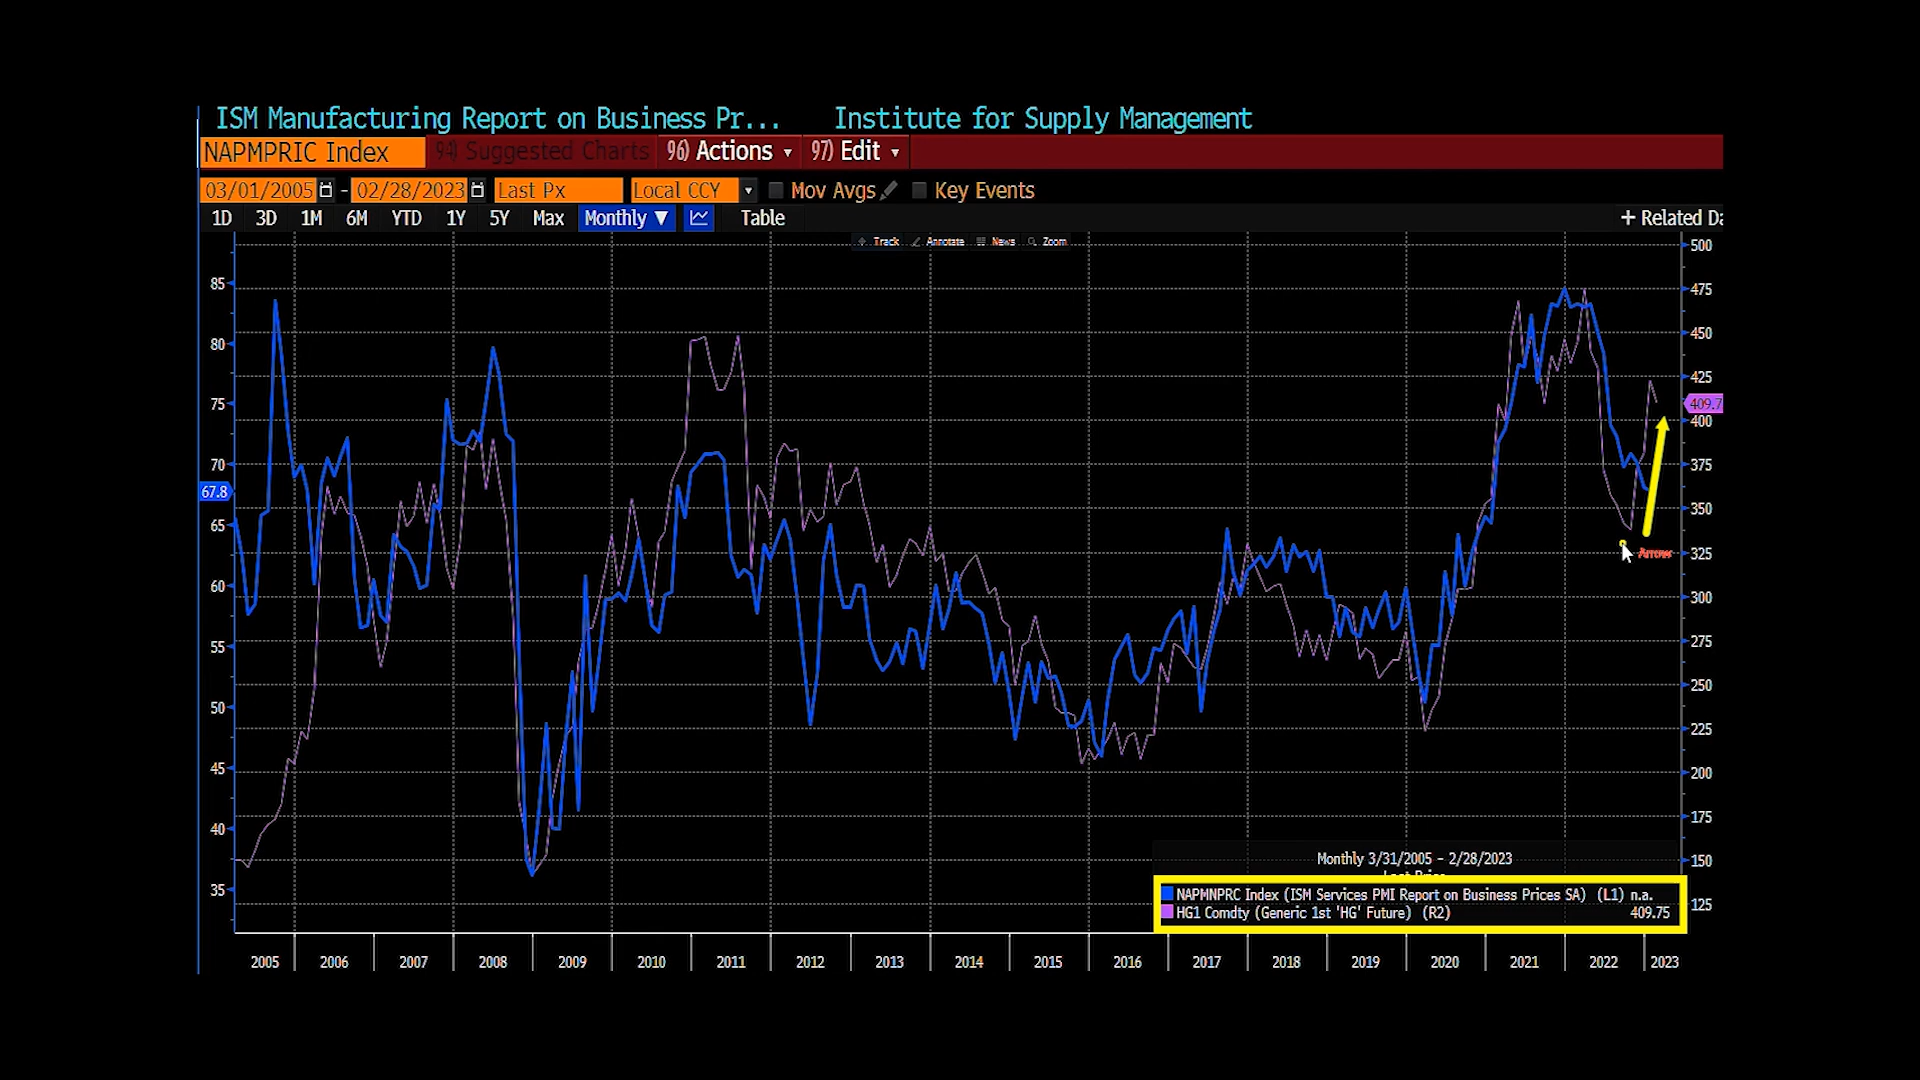 ISM Manufacturing Report on Business Pr... Institute for Supply Management
NAPMPRIC Index 94) Suggested Charts 96) Actions 97) Edit
03/01/2005 - 02/28/2023 Last Px Local CCY Mov Avgs Key Events
1D 3D 1M 6M YTD 1Y 5Y Max Monthly ▼ Table + Related Da
Track Annotate News Zoom
85
80
75
70
67.8
65
60
55
50
45
40
35
500
475
450
425
409.7
400
375
350
325
300
275
250
225
200
175
150
125
Arrow
Monthly 3/31/2005 - 2/28/2023
Last Price
NAPMNPRC Index (ISM Services PMI Report on Business Prices SA) (L1) n.a.
HG1 Comdty (Generic 1st 'HG' Future) (R2) 409.75
2005 2006 2007 2008 2009 2010 2011 2012 2013 2014 2015 2016 2017 2018 2019 2020 2021 2022 2023